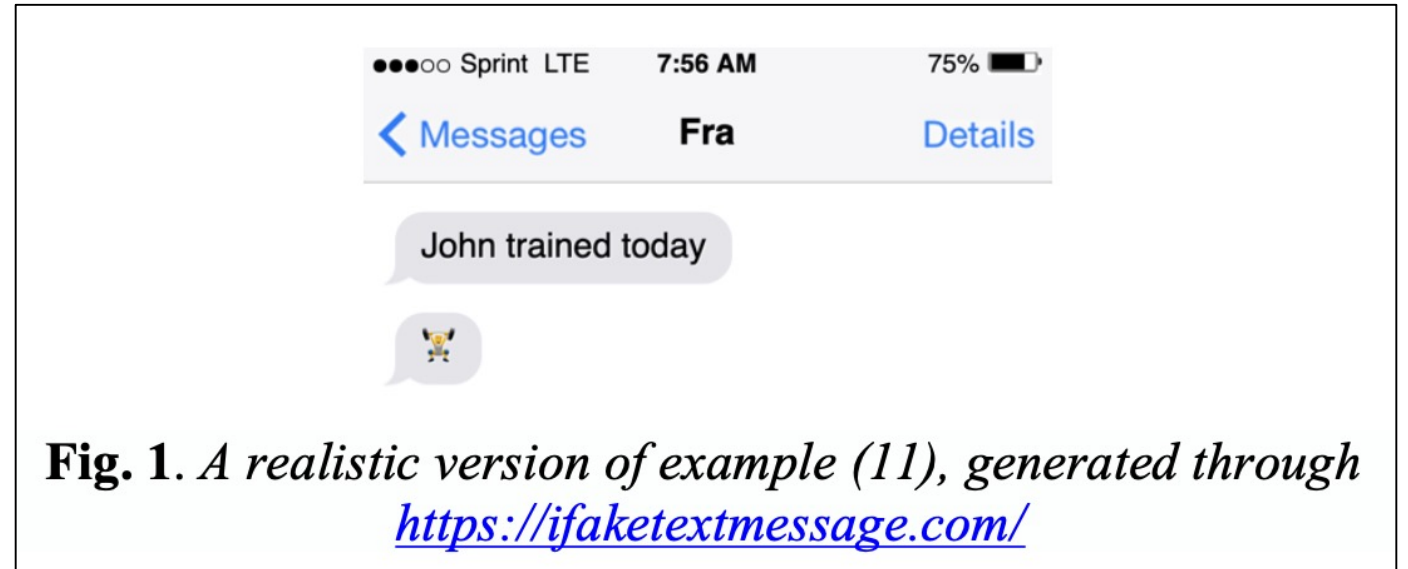 ●●●○○ Sprint LTE 7:56 AM 75%
Messages Fra Details
John trained today
🏋
Fig. 1. A realistic version of example (11), generated through
https://ifaketextmessage.com/